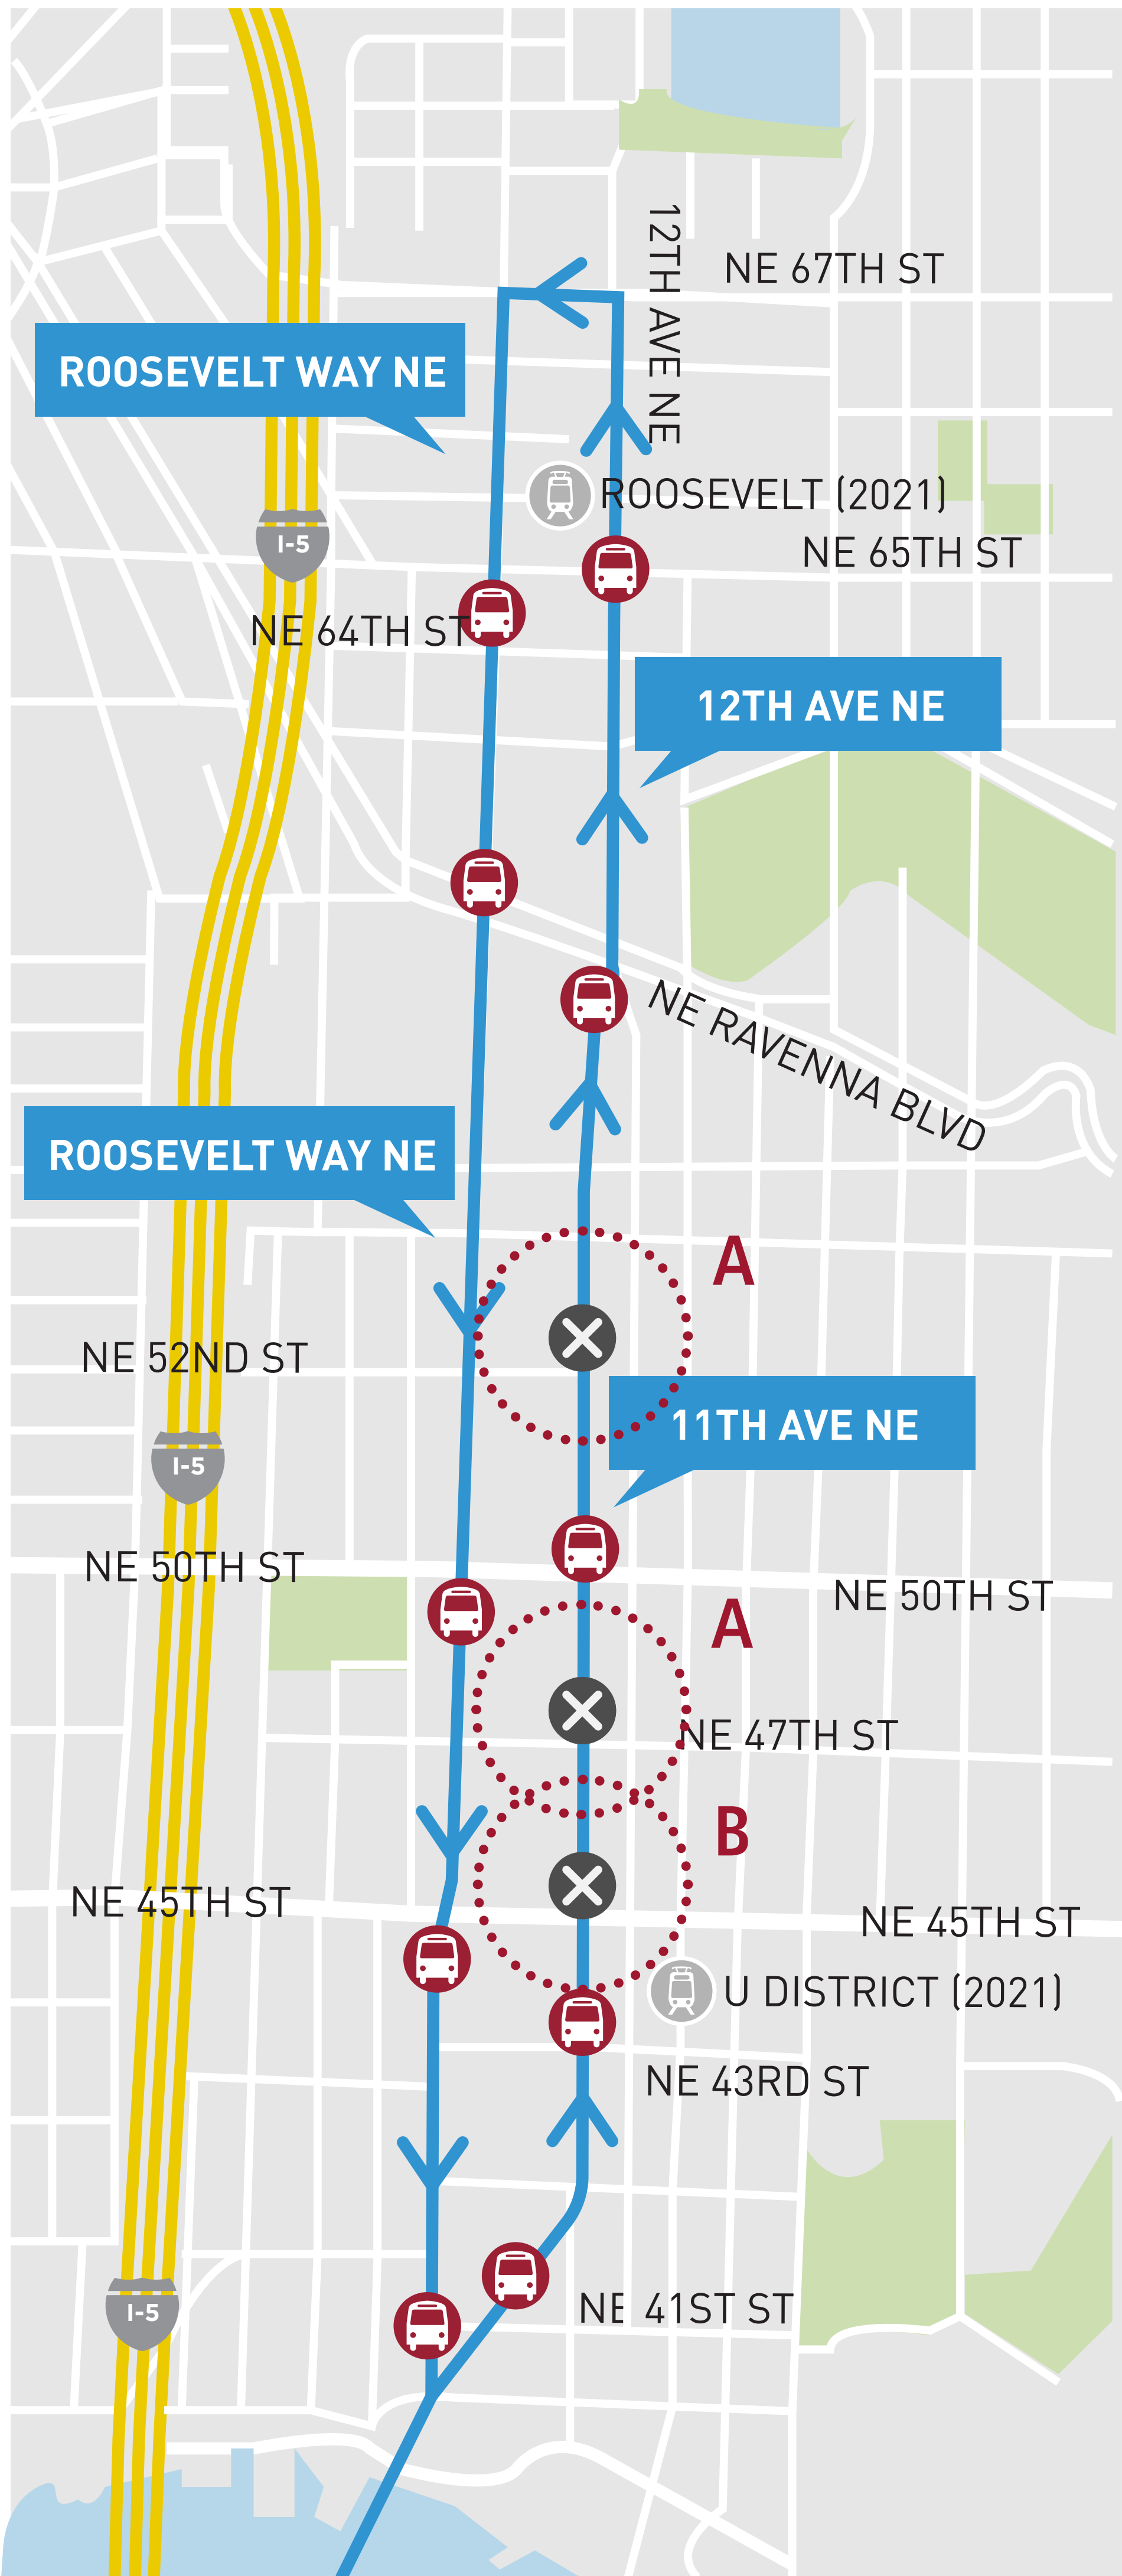 12TH AVE NE
NE 67TH ST
ROOSEVELT WAY NE
ROOSEVELT (2021)
I-5
NE 65TH ST
NE 64TH ST
12TH AVE NE
NE RAVENNA BLVD
ROOSEVELT WAY NE
A
NE 52ND ST
11TH AVE NE
I-5
NE 50TH ST
NE 50TH ST
A
NE 47TH ST
B
NE 45TH ST
NE 45TH ST
U DISTRICT (2021)
NE 43RD ST
NE 41ST ST
I-5